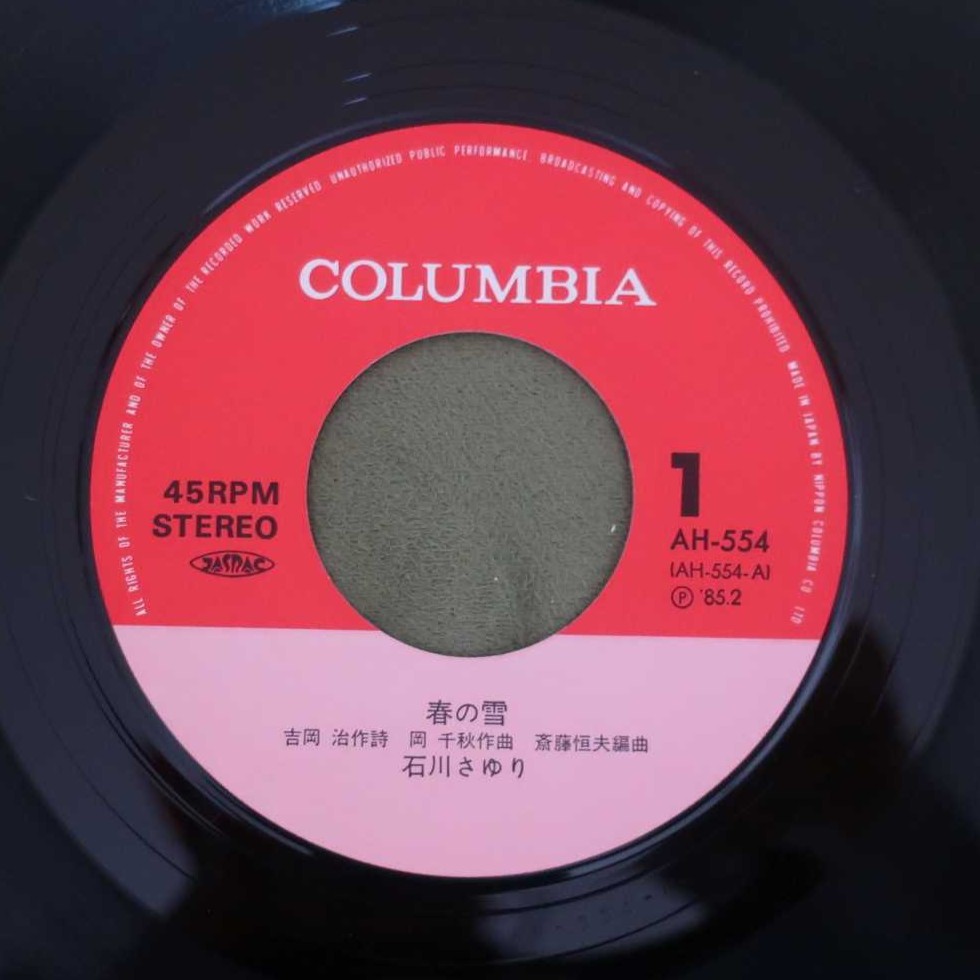 ALL RIGHTS OF THE MANUFACTURER AND OF THE OWNER OF THE RECORDED WORK RESERVED UNAUTHORIZED PUBLIC PERFORMANCE BROADCASTING AND COPYING OF THIS RECORD PROHIBITED MADE IN JAPAN BY NIPPON COLUMBIA CO LTD
COLUMBIA
45RPM
STEREO
JASRAC
1
AH-554
(AH-554-A)
Ⓟ '85.2
春の雪
吉岡 治作詩 岡 千秋作曲 斎藤恒夫編曲
石川さゆり